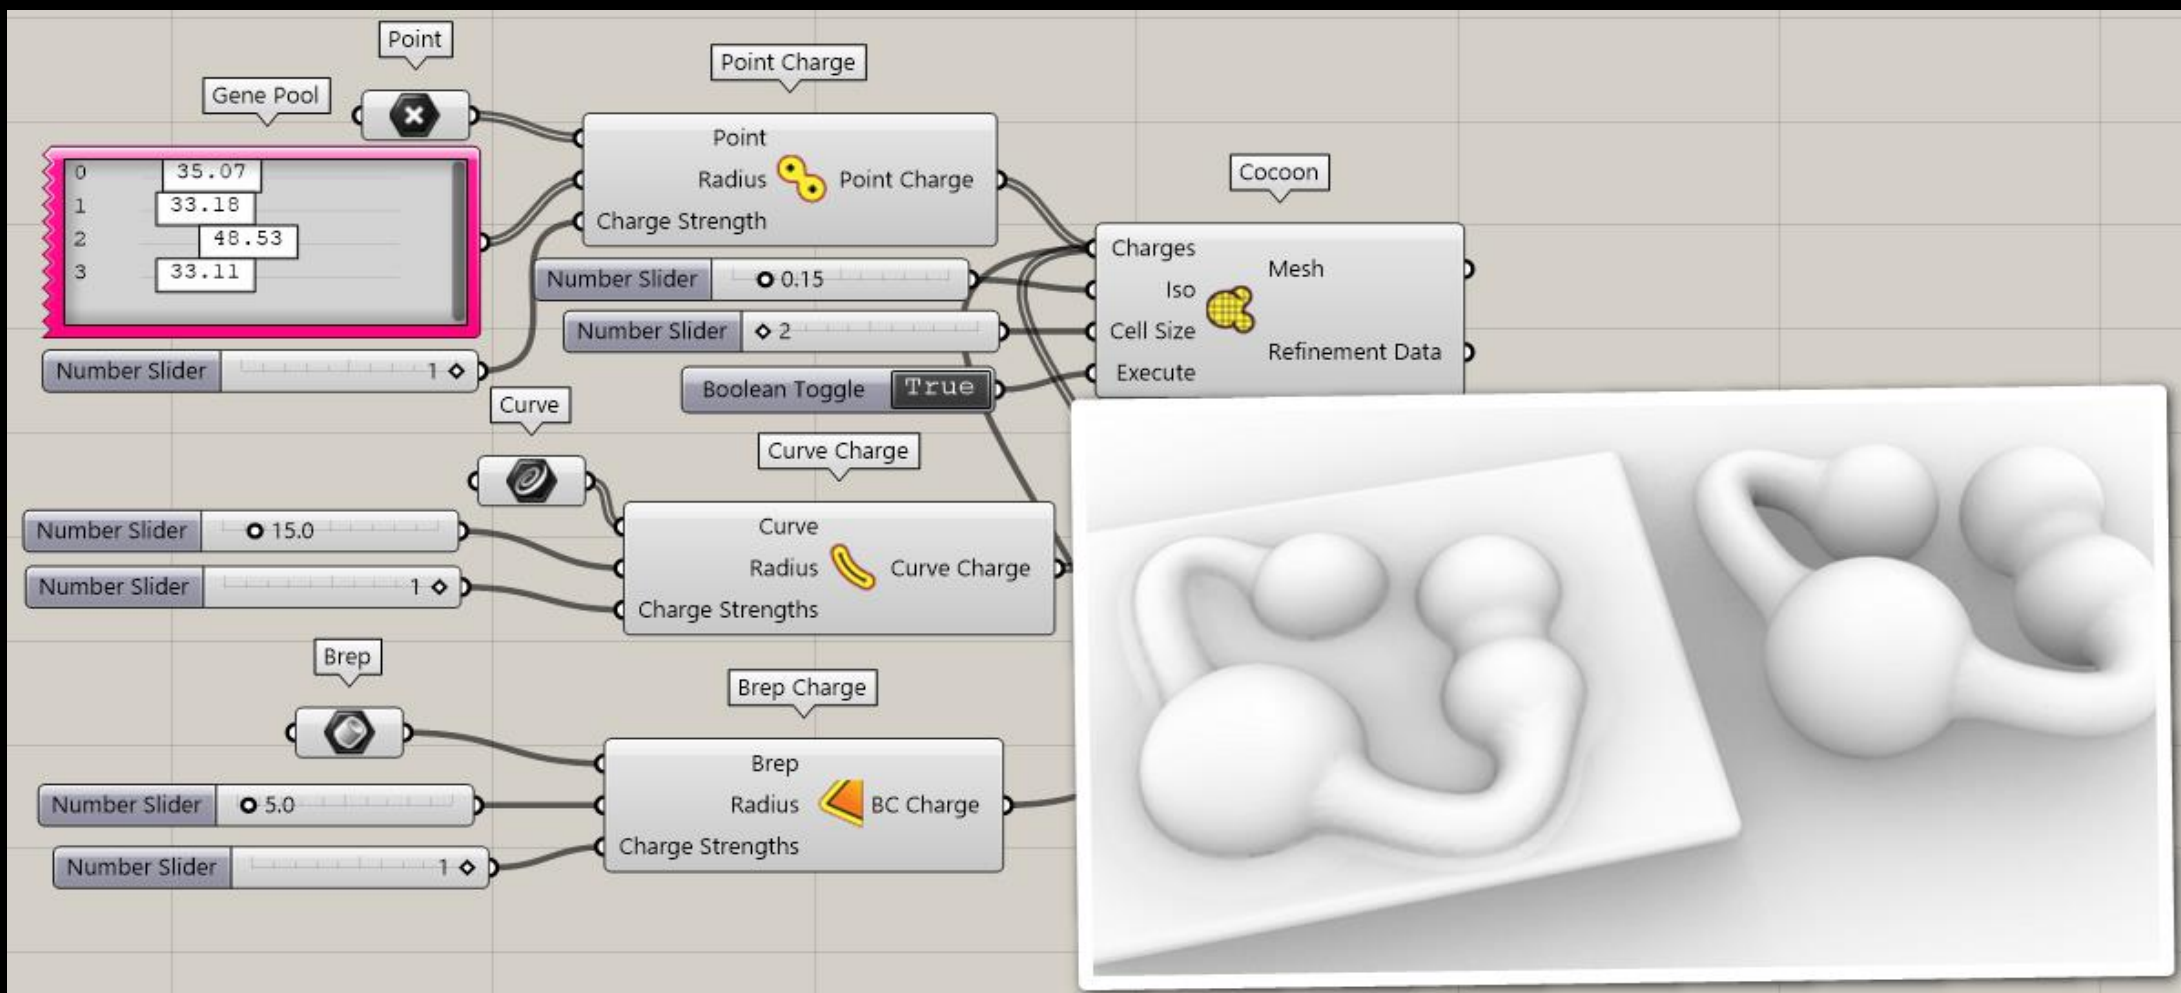 Point
Point Charge
Gene Pool
Point
Radius
Charge Strength
Point Charge
0 35.07
1 33.18
2 48.53
3 33.11
Cocoon
Charges
Iso
Cell Size
Execute
Mesh
Refinement Data
Number Slider 0.15
Number Slider 2
Number Slider 1
Boolean Toggle True
Curve
Curve Charge
Number Slider 15.0
Number Slider 1
Curve
Radius
Charge Strengths
Curve Charge
Brep
Brep Charge
Number Slider 5.0
Number Slider 1
Brep
Radius
Charge Strengths
BC Charge